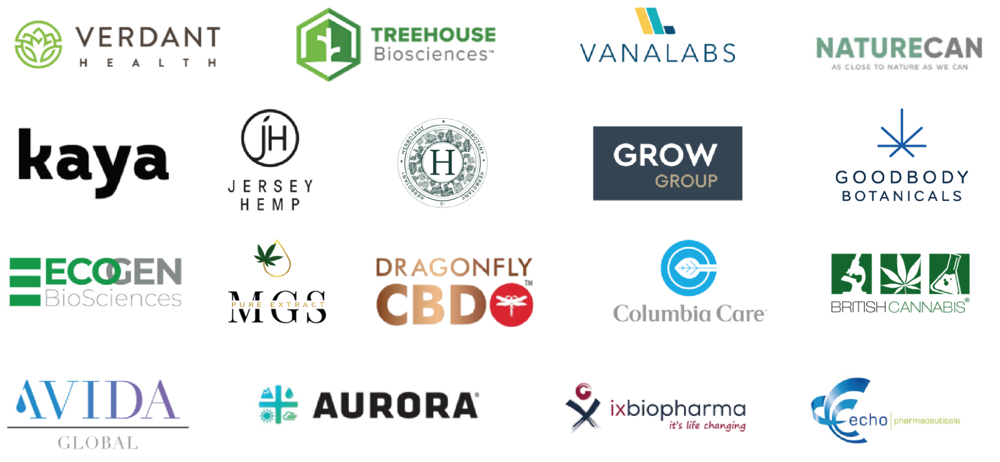 VERDANT
HEALTH
TREEHOUSE
Biosciences™
VANALABS
NATURECAN
AS CLOSE TO NATURE AS WE CAN
kaya
jH
JERSEY
HEMP
HERBOTANY • HERBOTANY • HERBOTANY • HERBOTANY •
H
GROW
GROUP
GOODBODY
BOTANICALS
ECOGEN
BioSciences
MGS
PURE EXTRACT
DRAGONFLY
CBD™
Columbia Care™
BRITISH CANNABIS®
AVIDA
GLOBAL
AURORA®
ixbiopharma
it's life changing
echo pharmaceuticals